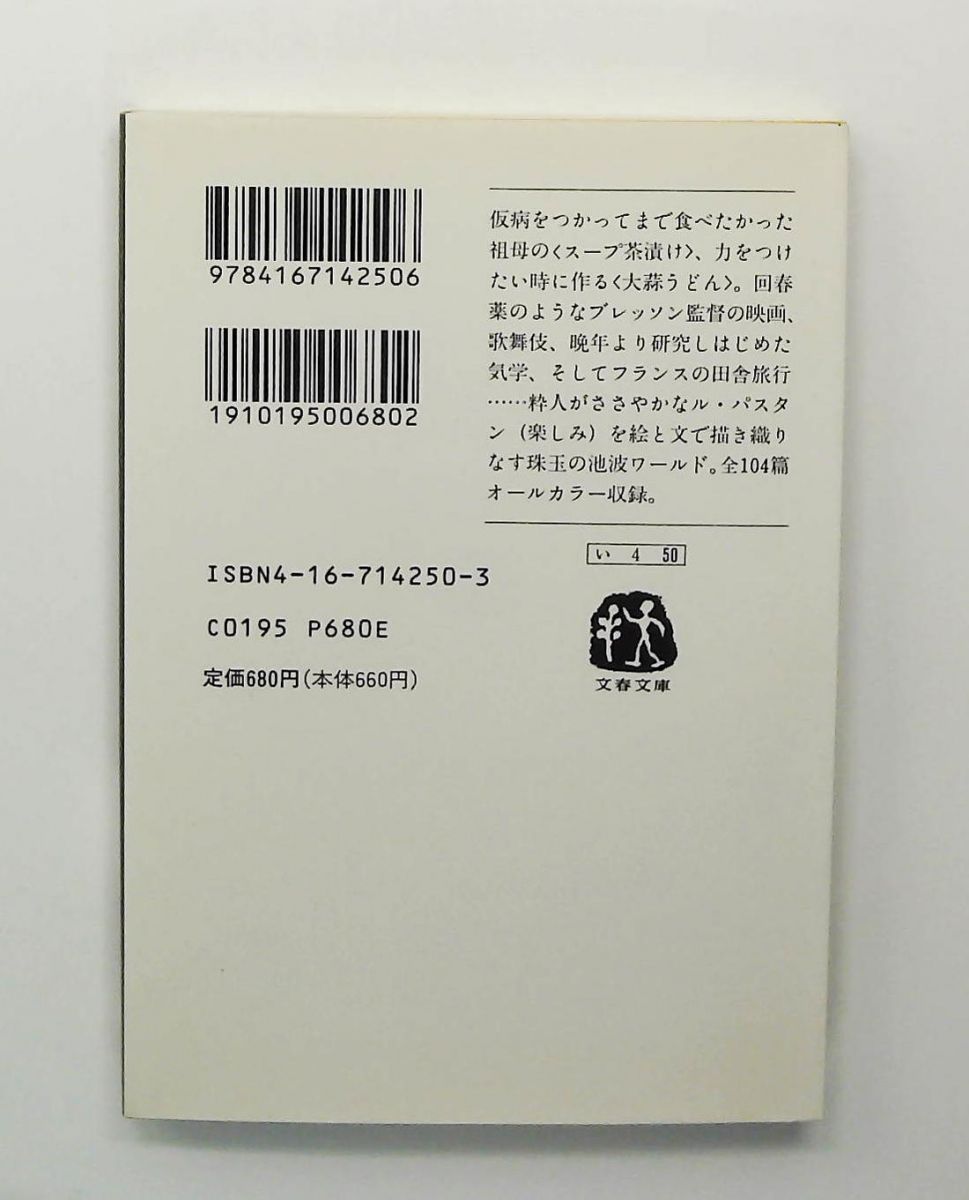 9784167142506
1910195006802
仮病をつかってまで食べたかった
祖母の〈スープ茶漬け〉、力をつけ
たい時に作る〈大蒜うどん〉。回春
薬のようなブレッソン監督の映画、
歌舞伎、晩年より研究しはじめた
気学、そしてフランスの田舎旅行
……粋人がささやかなル・パスタ
ン（楽しみ）を絵と文で描き織り
なす珠玉の池波ワールド。全104篇
オールカラー収録。
い 4 50
文春文庫
ISBN4-16-714250-3
C0195 P680E
定価680円(本体660円)